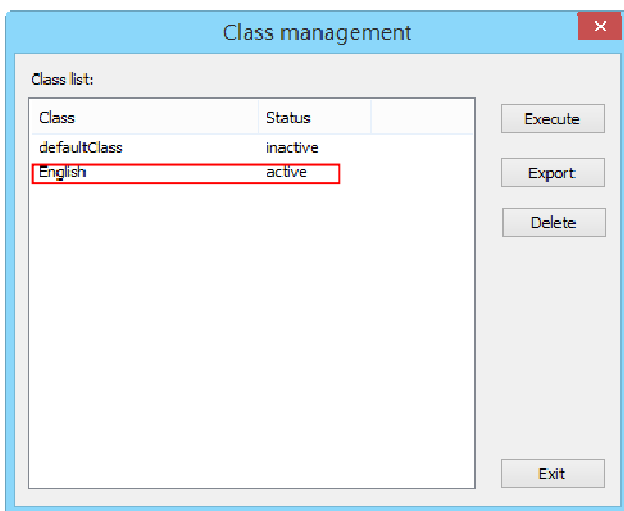 Class management
Class list:
Class Status
Execute
defaultClass inactive
English active
Export
Delete
Exit